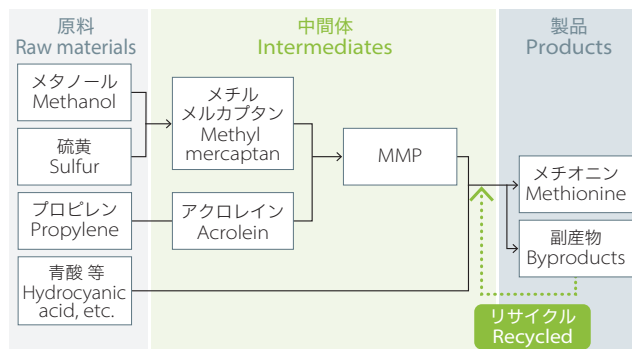 原料
Raw materials
中間体
Intermediates
製品
Products
メタノール
Methanol
硫黄
Sulfur
プロピレン
Propylene
青酸 等
Hydrocyanic
acid, etc.
メチル
メルカプタン
Methyl
mercaptan
アクロレイン
Acrolein
MMP
メチオニン
Methionine
副産物
Byproducts
リサイクル
Recycled